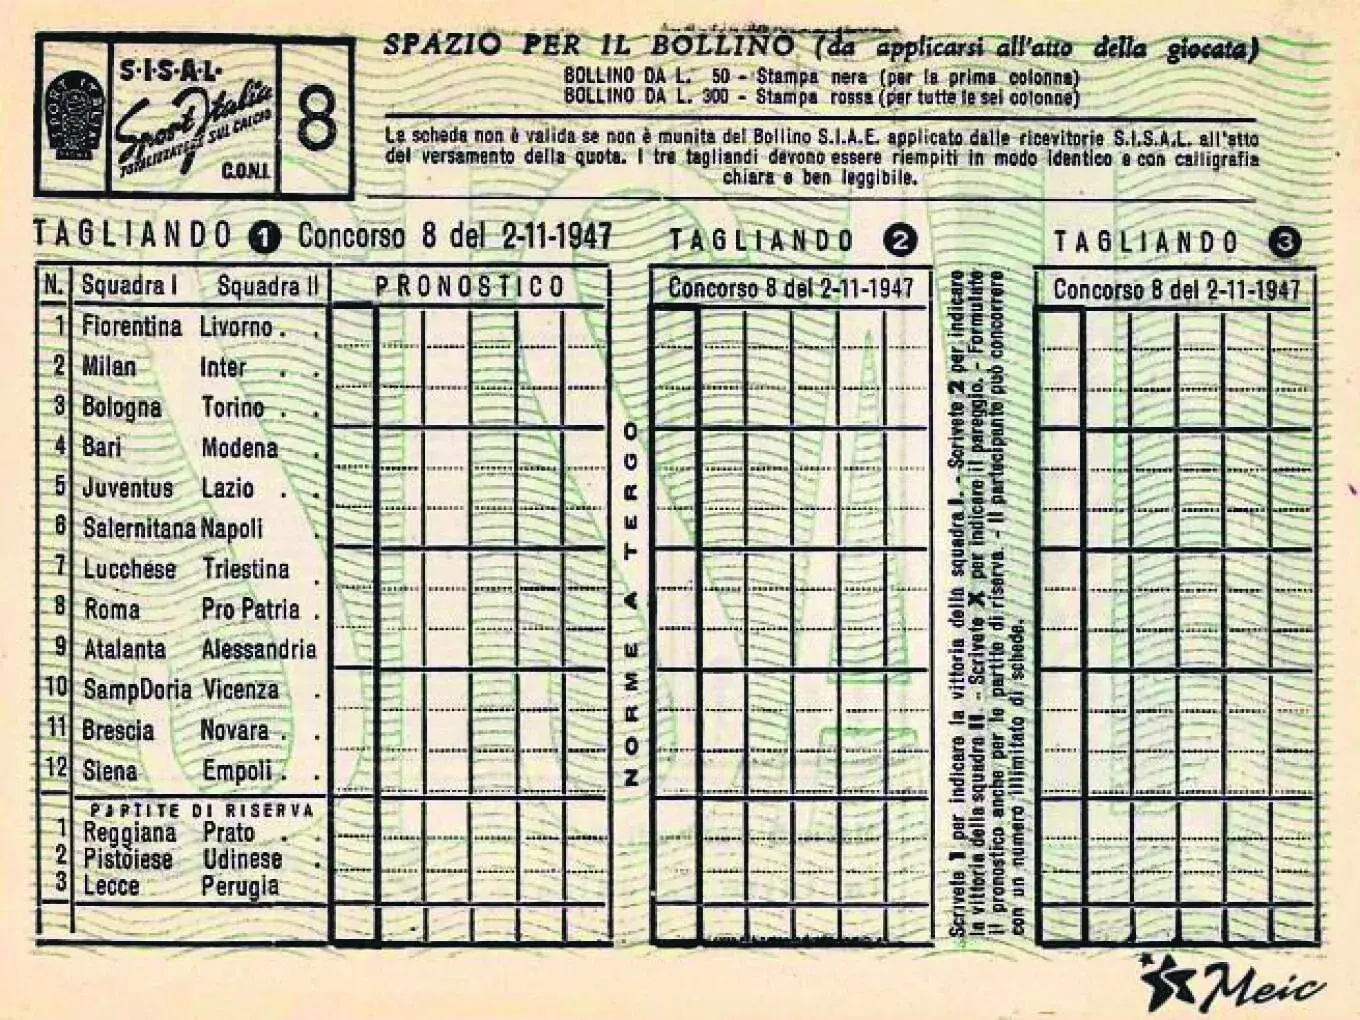 SPAZIO PER IL BOLLINO (da applicarsi all'atto della giocata)
BOLLINO DA L. 50 - Stampa nera (per la prima colonna)
BOLLINO DA L. 300 - Stampa rossa (per tutte le sei colonne)
La scheda non è valida se non è munita del Bollino S.I.A.E. applicato dalle ricevitorie S.I.S.A.L. all'atto
del versamento della quota. I tre tagliandi devono essere riempiti in modo identico e con calligrafia
chiara e ben leggibile.
S·I·S·A·L·
Sport Italia
TOTALIZZATRICE SUL CALCIO
C.O.N.I.
8
TAGLIANDO 1 Concorso 8 del 2-11-1947
N. Squadra I Squadra II PRONOSTICO
1 Fiorentina Livorno . .
2 Milan Inter . .
3 Bologna Torino . .
4 Bari Modena .
5 Juventus Lazio . .
6 Salernitana Napoli
7 Lucchese Triestina .
8 Roma Pro Patria .
9 Atalanta Alessandria
10 SampDoria Vicenza .
11 Brescia Novara . .
12 Siena Empoli . .
PARTITE DI RISERVA
1 Reggiana Prato . .
2 Pistoiese Udinese .
3 Lecce Perugia
NORME A TERGO
TAGLIANDO 2
Concorso 8 del 2-11-1947
Scrivete 1 per indicare la vittoria della squadra I. - Scrivete 2 per indicare
la vittoria della squadra II. - Scrivete X per indicare il pareggio. - Formulate
il pronostico anche per le partite di riserva. - Il partecipante può concorrere
con un numero illimitato di schede.
TAGLIANDO 3
Concorso 8 del 2-11-1947
Meic